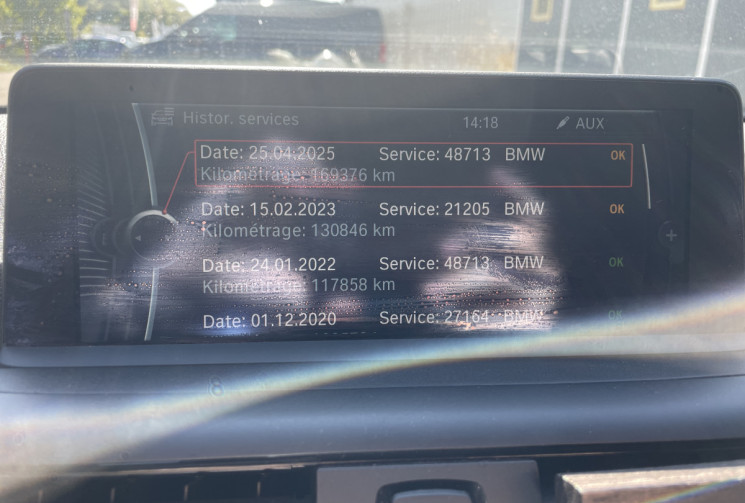 Histor. services 14:18 AUX
Date: 25.04.2025 Service: 48713 BMW OK
Kilométrage: 169376 km
Date: 15.02.2023 Service: 21205 BMW OK
Kilométrage: 130846 km
Date: 24.01.2022 Service: 48713 BMW OK
Kilométrage: 117858 km
Date: 01.12.2020 Service: 27164 BMW OK